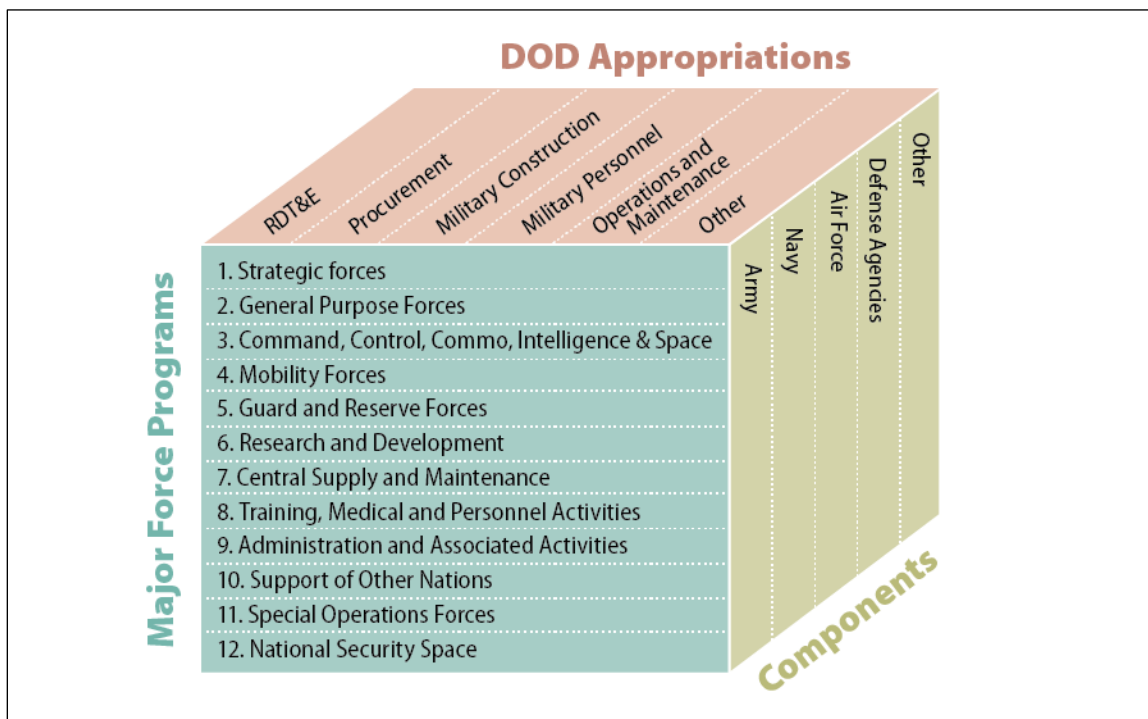 DOD Appropriations
RDT&E
Procurement
Military Construction
Military Personnel
Operations and
Maintenance
Other
Major Force Programs
1. Strategic forces
2. General Purpose Forces
3. Command, Control, Commo, Intelligence & Space
4. Mobility Forces
5. Guard and Reserve Forces
6. Research and Development
7. Central Supply and Maintenance
8. Training, Medical and Personnel Activities
9. Administration and Associated Activities
10. Support of Other Nations
11. Special Operations Forces
12. National Security Space
Army
Navy
Air Force
Defense Agencies
Other
Components